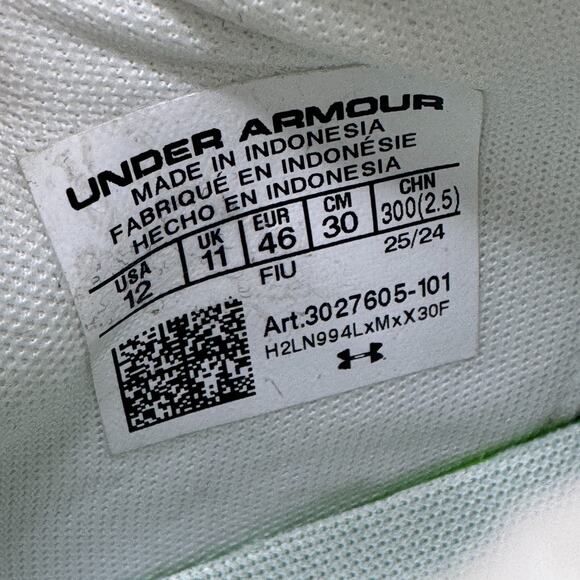 UNDER ARMOUR
MADE IN INDONESIA
FABRIQUÉ EN INDONÉSIE
HECHO EN INDONESIA
USA UK EUR CM CHN
12 11 46 30 300(2.5)
FIU 25/24
Art.3027605-101
H2LN994LxMxX30F